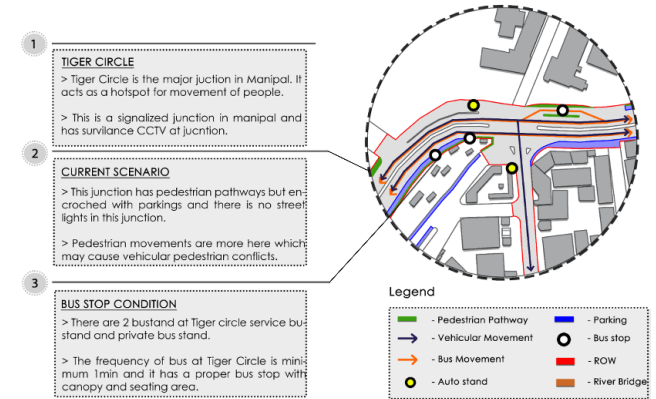 1
TIGER CIRCLE
> Tiger Circle is the major juction in Manipal. It
acts as a hotspot for movement of people.
> This is a signalized junction in manipal and
has survilance CCTV at jucntion.
2
CURRENT SCENARIO
> This junction has pedestrian pathways but en-
croched with parkings and there is no street
lights in this junction.
> Pedestrian movements are more here which
may cause vehicular pedestrian conflicts.
3
BUS STOP CONDITION
> There are 2 bustand at Tiger circle service bu-
stand and private bus stand.
> The frequency of bus at Tiger Circle is mini-
mum 1min and it has a proper bus stop with
canopy and seating area.
Legend
- Pedestrian Pathway
- Vehicular Movement
- Bus Movement
- Auto stand
- Parking
- Bus stop
- ROW
- River Bridge